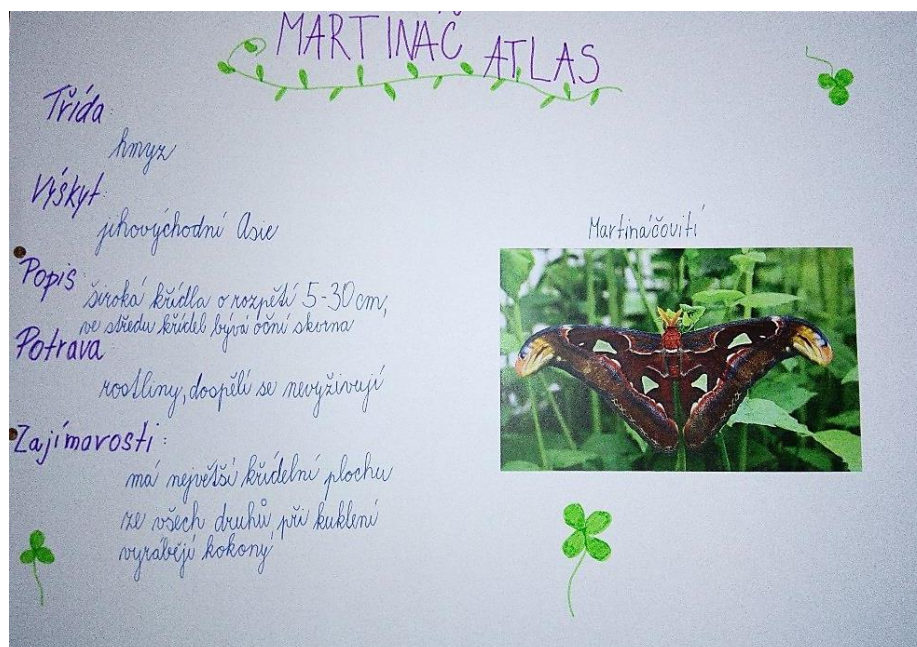 MARTINÁČ ATLAS
Třída:
hmyz
Výškyt:
jihovýchodní Asie
Popis
široká křídla o rozpětí 5-30 cm,
ve středu křídel bývá oční skvrna
Potrava
rostliny, dospělí se nevyživují
Zajímavosti:
má největší křídelní plochu
ze všech druhů, při kuklení
vyrábějí kokony
Martináčovití